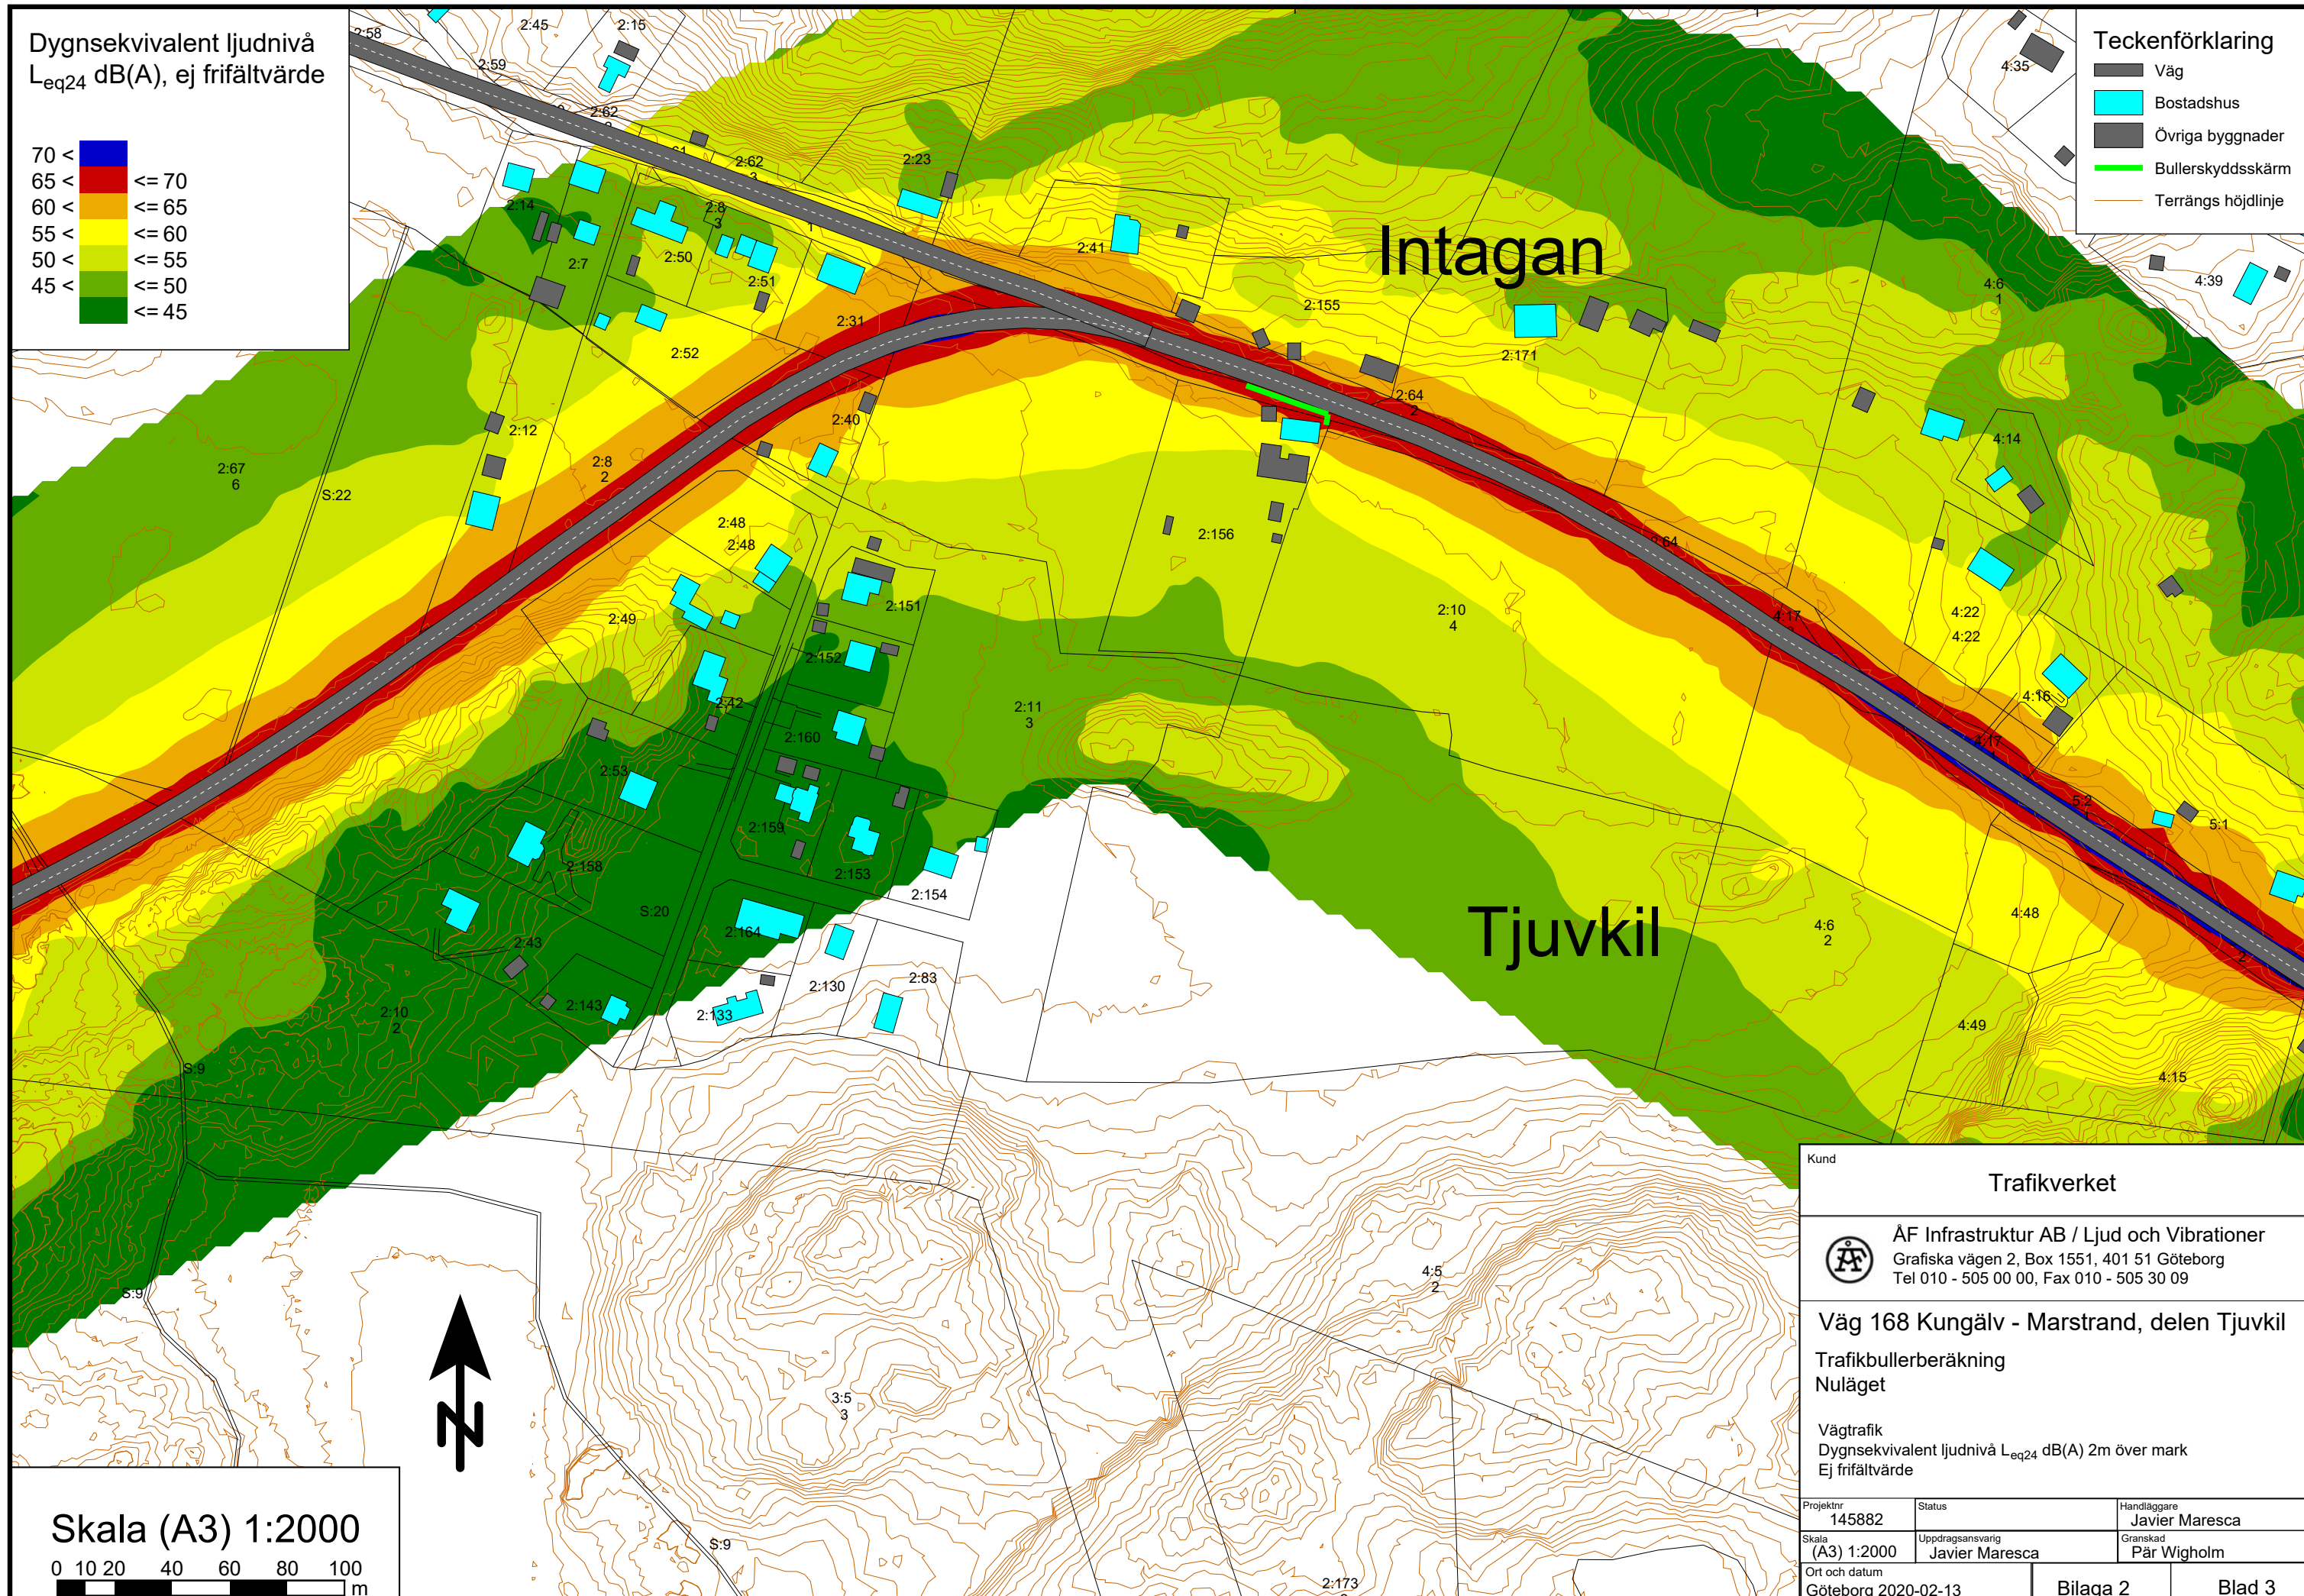 Dygnsekvivalent ljudnivå
Leq24 dB(A), ej frifältvärde
70 <
65 < <= 70
60 < <= 65
55 < <= 60
50 < <= 55
45 < <= 50
<= 45
Teckenförklaring
Väg
Bostadshus
Övriga byggnader
Bullerskyddsskärm
Terrängs höjdlinje
2:58
2:45
2:15
2:59
2:62
4:35
61
2:62
3
2:23
2:14
2:8
3
1
2:7
2:50
2:51
2:41
Intagan
4:6
1
4:39
2:31
2:155
2:52
2:171
2:64
2
2:12
2:40
4:14
2:67
6
2:8
2
S:22
2:48
2:48
2:156
2:64
2:49
2:151
2:10
4
4:17
4:22
4:22
2:152
2:42
2:11
3
4:16
2:160
4:17
2:53
5:2
5:1
2:159
2:158
2:153
2:154
S:20
2:164
Tjuvkil
4:6
2
4:48
2:43
2
2:130
2:83
2:143
2:133
2:10
2
4:49
S:9
4:15
S:9
4:5
2
3:5
3
S:9
2:173
N
Skala (A3) 1:2000
0 10 20 40 60 80 100
m
Kund
Trafikverket
ÅF
ÅF Infrastruktur AB / Ljud och Vibrationer
Grafiska vägen 2, Box 1551, 401 51 Göteborg
Tel 010 - 505 00 00, Fax 010 - 505 30 09
Väg 168 Kungälv - Marstrand, delen Tjuvkil
Trafikbullerberäkning
Nuläget
Vägtrafik
Dygnsekvivalent ljudnivå Leq24 dB(A) 2m över mark
Ej frifältvärde
Projektnr
145882
Status
Handläggare
Javier Maresca
Skala
(A3) 1:2000
Uppdragsansvarig
Javier Maresca
Granskad
Pär Wigholm
Ort och datum
Göteborg 2020-02-13
Bilaga 2
Blad 3